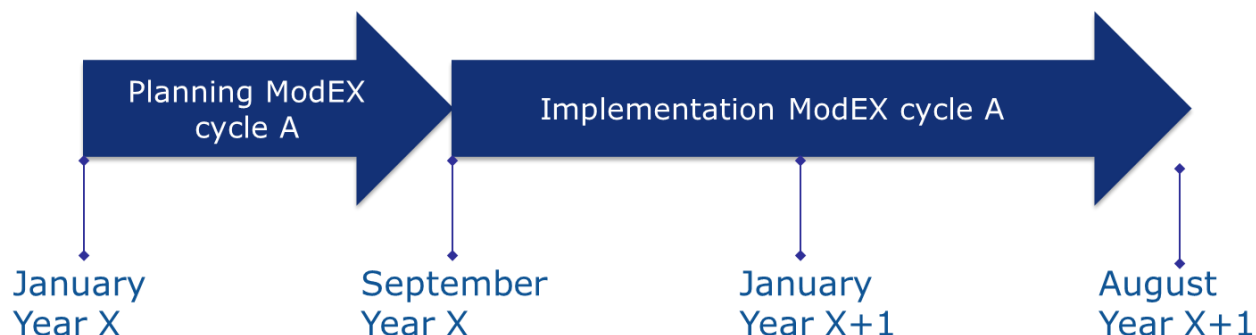 Planning ModEX
cycle A
Implementation ModEX cycle A
January
Year X
September
Year X
January
Year X+1
August
Year X+1